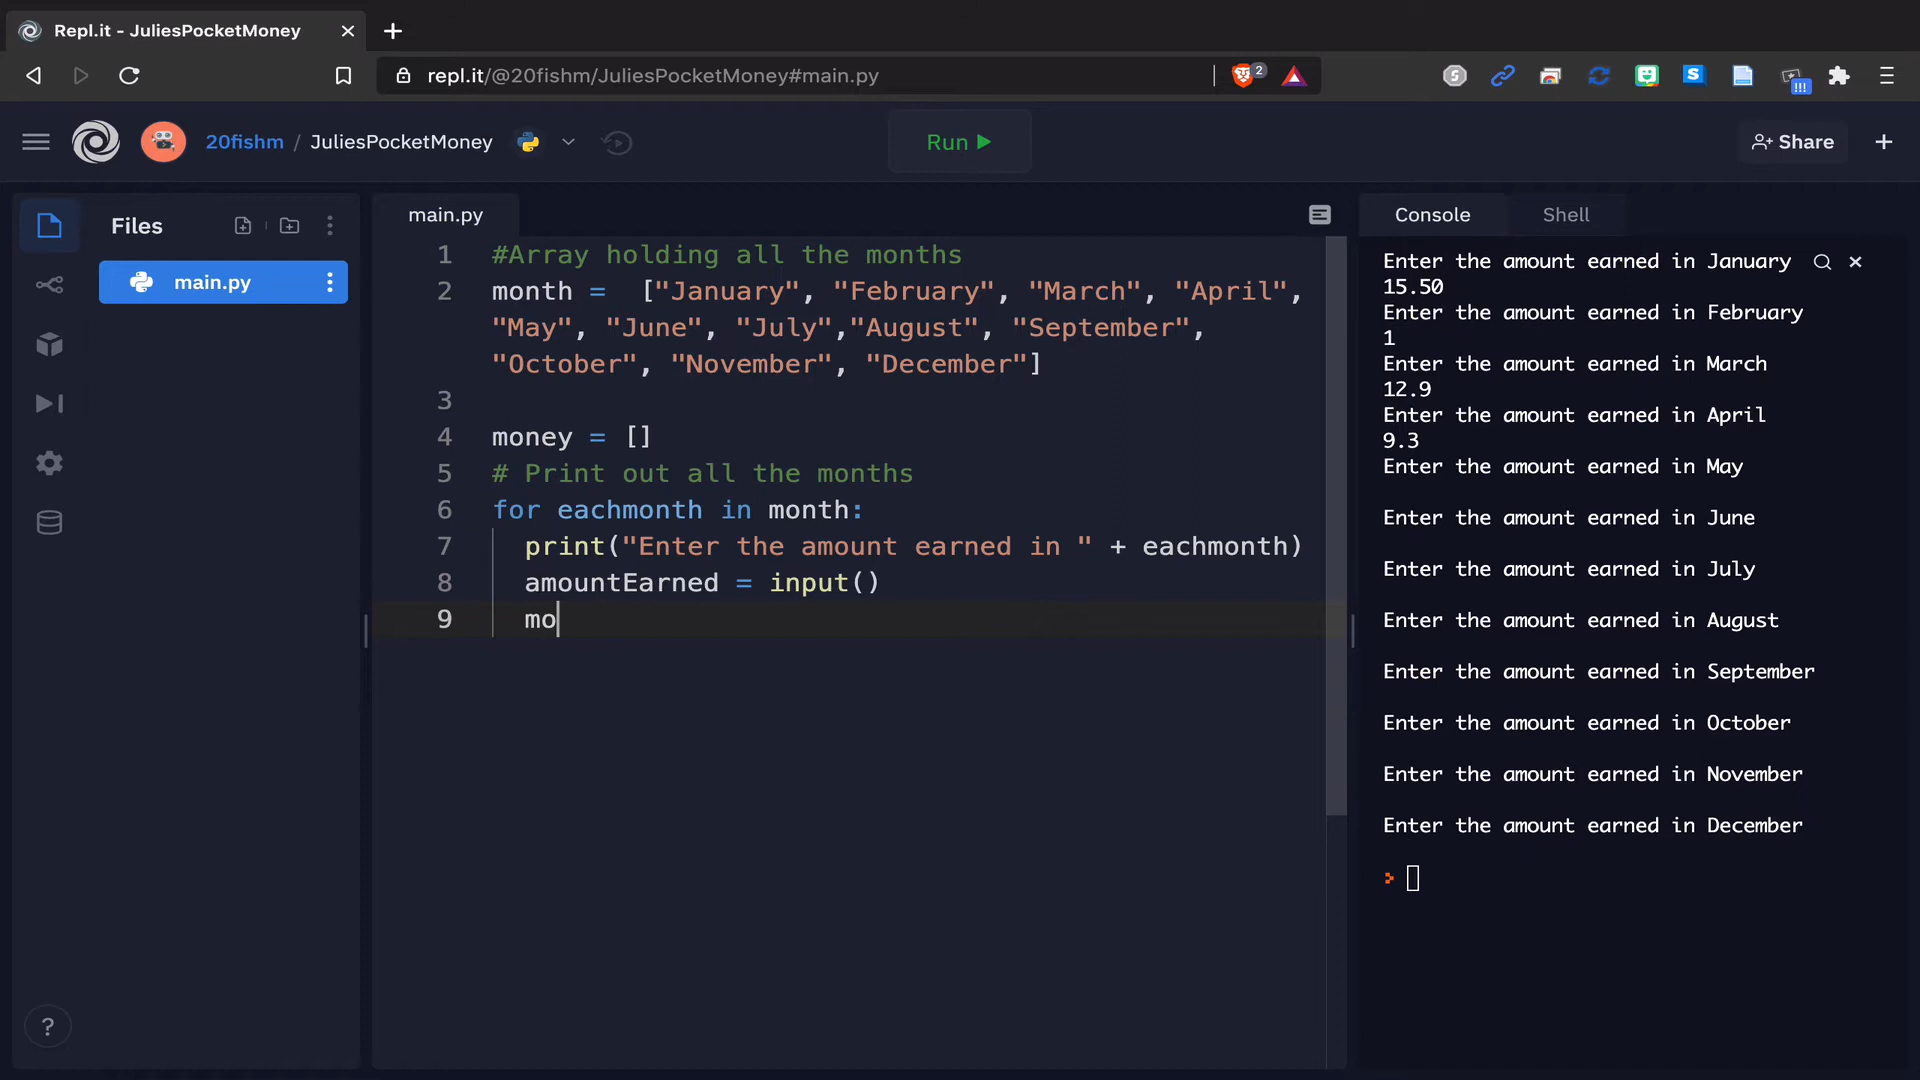 Repl.it - JuliesPocketMoney
repl.it/@20fishm/JuliesPocketMoney#main.py
2
S
!!!
20fishm / JuliesPocketMoney
Run
Share
Files
main.py
main.py
1 #Array holding all the months
2 month =  ["January", "February", "March", "April",
"May", "June", "July","August", "September",
"October", "November", "December"]
3
4 money = []
5 # Print out all the months
6 for eachmonth in month:
7 print("Enter the amount earned in " + eachmonth)
8 amountEarned = input()
9 mo
Console Shell
Enter the amount earned in January
15.50
Enter the amount earned in February
1
Enter the amount earned in March
12.9
Enter the amount earned in April
9.3
Enter the amount earned in May
Enter the amount earned in June
Enter the amount earned in July
Enter the amount earned in August
Enter the amount earned in September
Enter the amount earned in October
Enter the amount earned in November
Enter the amount earned in December
>
?